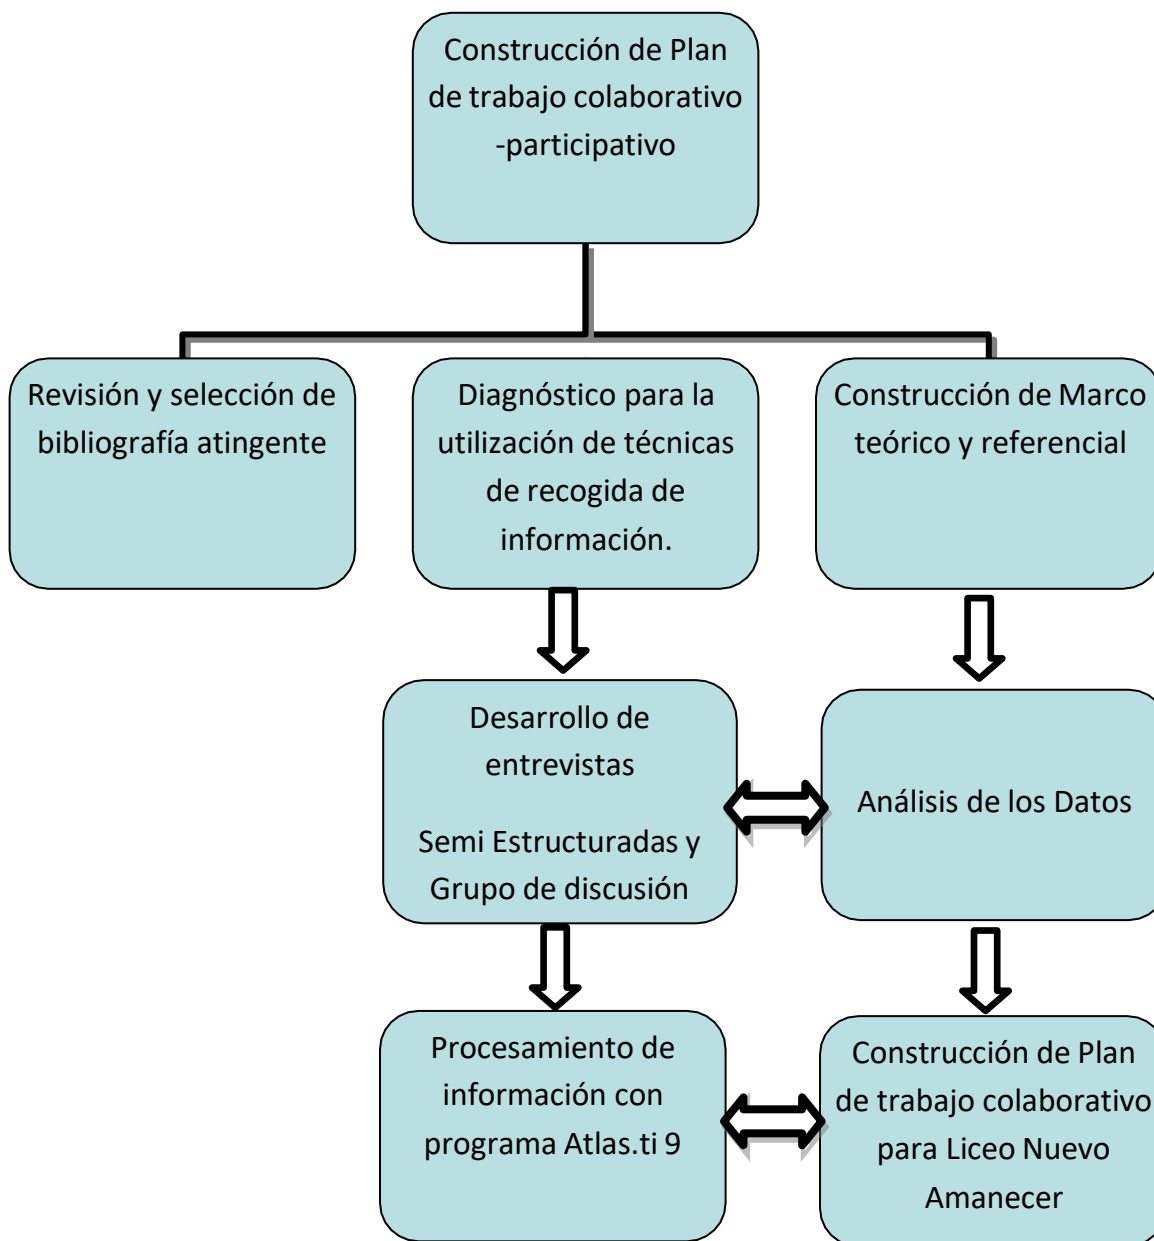 Construcción de Plan
de trabajo colaborativo
-participativo
Revisión y selección de
bibliografía atingente
Diagnóstico para la
utilización de técnicas
de recogida de
información.
Construcción de Marco
teórico y referencial
Desarrollo de
entrevistas
Semi Estructuradas y
Grupo de discusión
Análisis de los Datos
Procesamiento de
información con
programa Atlas.ti 9
Construcción de Plan
de trabajo colaborativo
para Liceo Nuevo
Amanecer